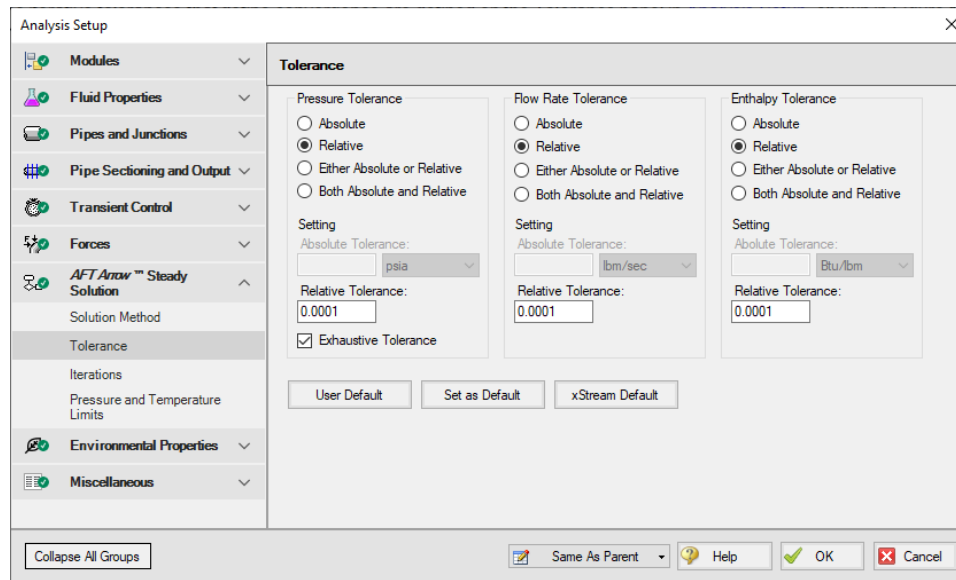 Analysis Setup
Modules
Fluid Properties
Pipes and Junctions
Pipe Sectioning and Output
Transient Control
Forces
AFT Arrow ™ Steady
Solution
Solution Method
Tolerance
Iterations
Pressure and Temperature
Limits
Environmental Properties
Miscellaneous
Tolerance
Pressure Tolerance
Absolute
Relative
Either Absolute or Relative
Both Absolute and Relative
Setting
Absolute Tolerance:
psia
Relative Tolerance:
0.0001
Exhaustive Tolerance
Flow Rate Tolerance
Absolute
Relative
Either Absolute or Relative
Both Absolute and Relative
Setting
Absolute Tolerance:
lbm/sec
Relative Tolerance:
0.0001
Enthalpy Tolerance
Absolute
Relative
Either Absolute or Relative
Both Absolute and Relative
Setting
Abolute Tolerance:
Btu/lbm
Relative Tolerance:
0.0001
User Default
Set as Default
xStream Default
Collapse All Groups
Same As Parent
Help
OK
Cancel